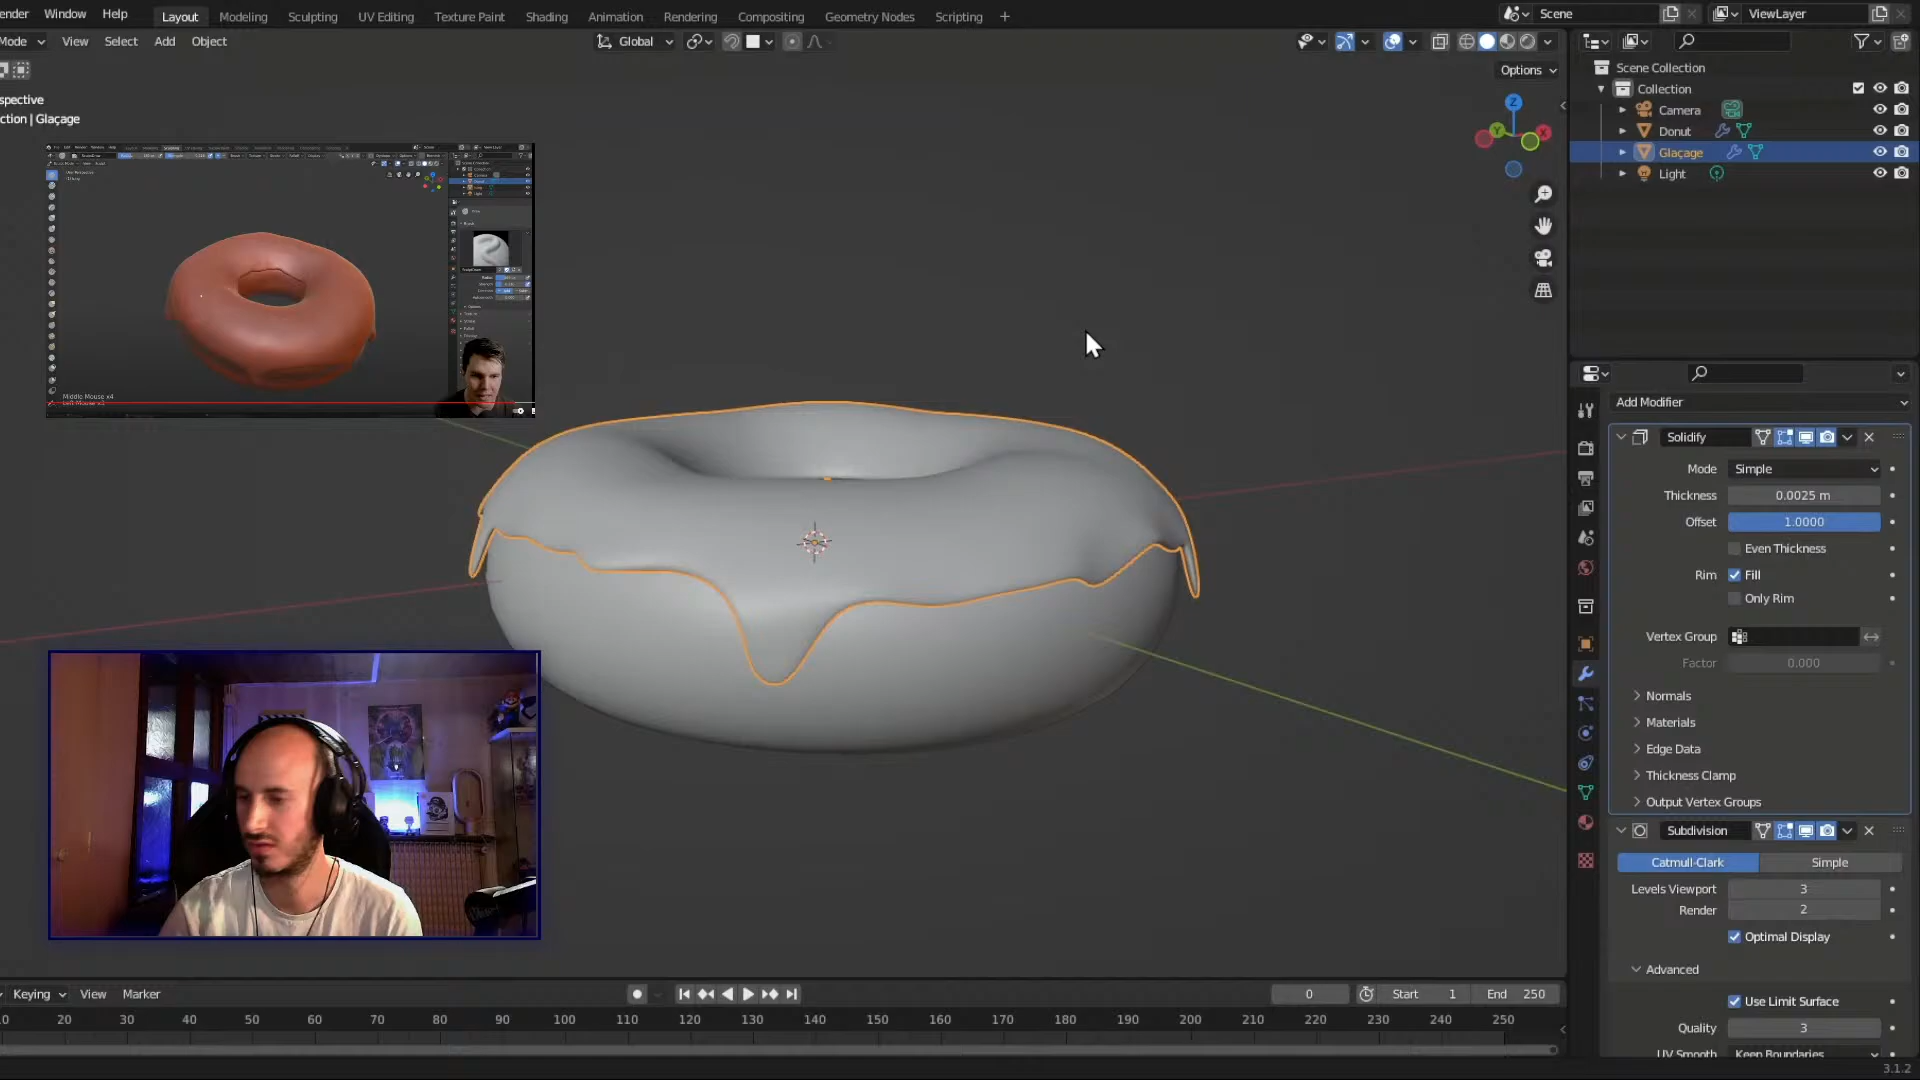 ender Window Help
Layout Modeling Sculpting UV Editing Texture Paint Shading Animation Rendering Compositing Geometry Nodes Scripting
Scene
ViewLayer
Mode View Select Add Object
Global
Options
spective
ction | Glaçage
Z
X
Y
Scene Collection
Collection
Camera
Donut
Glaçage
Light
Middle Mouse x4
Add Modifier
Solidify
Mode Simple
Thickness 0.0025 m
Offset 1.0000
Even Thickness
Rim Fill
Only Rim
Vertex Group
Factor 0.000
Normals
Materials
Edge Data
Thickness Clamp
Output Vertex Groups
Subdivision
Catmull-Clark Simple
Levels Viewport 3
Render 2
Optimal Display
Advanced
Use Limit Surface
Quality 3
UV Smooth Keep Boundaries
Keying View Marker
0 Start 1 End 250
10 20 30 40 50 60 70 80 90 100 110 120 130 140 150 160 170 180 190 200 210 220 230 240 250
3.1.2